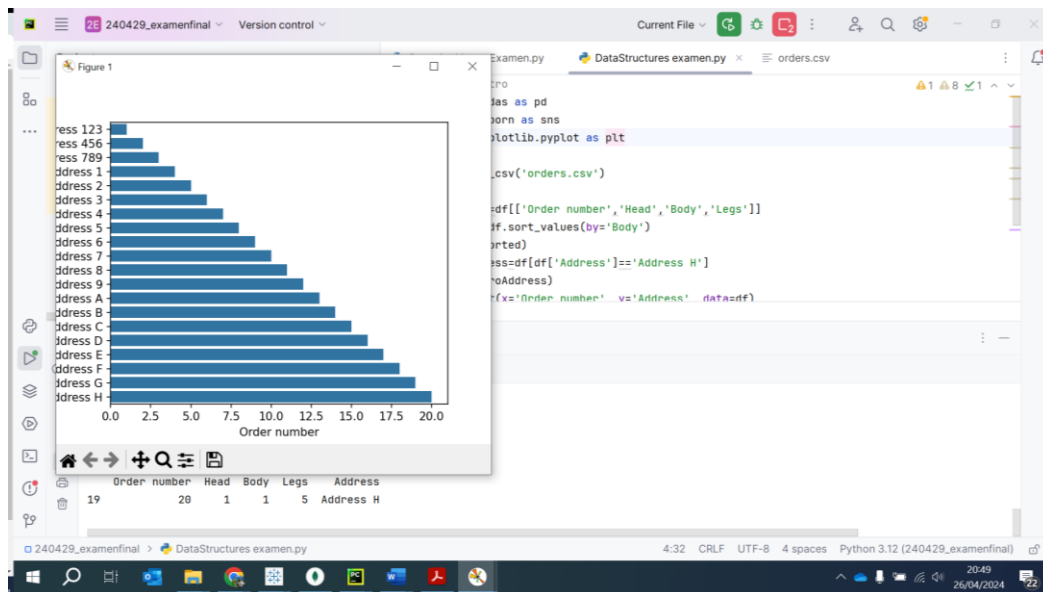 2E 240429_examenfinal Version control Current File
Examen.py DataStructures examen.py orders.csv
Figure 1
1 8 1
das as pd
born as sns
plotlib.pyplot as plt
_csv('orders.csv')
=df[['Order number','Head','Body','Legs']]
df.sort_values(by='Body')
orted)
ess=df[df['Address']=='Address H']
roAddress)
t(x='Order number', y='Address', data=df)
ress 123
ress 456
ress 789
ddress 1
ddress 2
ddress 3
ddress 4
ddress 5
ddress 6
ddress 7
ddress 8
ddress 9
ddress A
ddress B
ddress C
ddress D
ddress E
ddress F
ddress G
ddress H
0.0 2.5 5.0 7.5 10.0 12.5 15.0 17.5 20.0
Order number
Order number Head Body Legs Address
19 20 1 1 5 Address H
240429_examenfinal > DataStructures examen.py 4:32 CRLF UTF-8 4 spaces Python 3.12 (240429_examenfinal)
20:49
26/04/2024
22